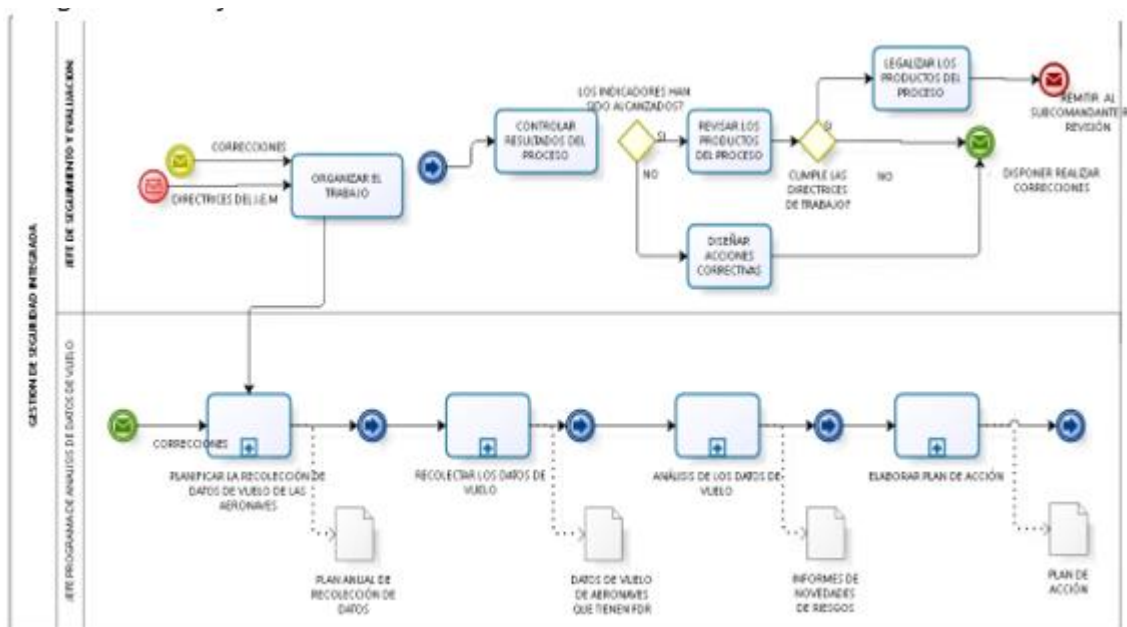 GESTION DE SEGURIDAD INTEGRADA
JEFE DE SEGUIMIENTO Y EVALUACION
CORRECCIONES
DIRECTRICES DEL J.E.M
ORGANIZAR EL
TRABAJO
CONTROLAR
RESULTADOS DEL
PROCESO
LOS INDICADORES HAN
SIDO ALCANZADOS?
SI
NO
REVISAR LOS
PRODUCTOS
DEL PROCESO
DISEÑAR
ACCIONES
CORRECTIVAS
CUMPLE LAS
DIRECTRICES
DE TRABAJO?
SI
NO
LEGALIZAR LOS
PRODUCTOS DEL
PROCESO
REMITIR AL
SUBCOMANDANTE R
REVISIÓN
DISPONER REALIZAR
CORRECCIONES
JEFE PROGRAMA DE ANALISIS DE DATOS DE VUELO
CORRECCIONES
PLANIFICAR LA RECOLECCIÓN DE
DATOS DE VUELO DE LAS
AERONAVES
RECOLECTAR LOS DATOS DE
VUELO
ANÁLISIS DE LOS DATOS DE
VUELO
ELABORAR PLAN DE ACCIÓN
PLAN ANUAL DE
RECOLECCIÓN DE
DATOS
DATOS DE VUELO
DE AERONAVES
QUE TIENEN FDR
INFORMES DE
NOVEDADES
DE RIESGOS
PLAN DE
ACCIÓN